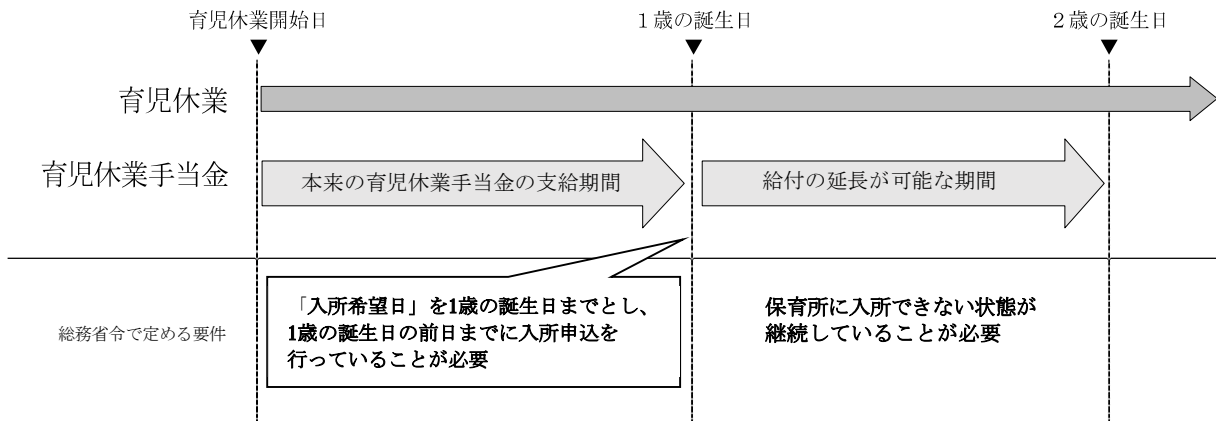 育児休業開始日
１歳の誕生日
２歳の誕生日
育児休業
育児休業手当金
本来の育児休業手当金の支給期間
給付の延長が可能な期間
総務省令で定める要件
「入所希望日」を1歳の誕生日までとし、
1歳の誕生日の前日までに入所申込を
行っていることが必要
保育所に入所できない状態が
継続していることが必要